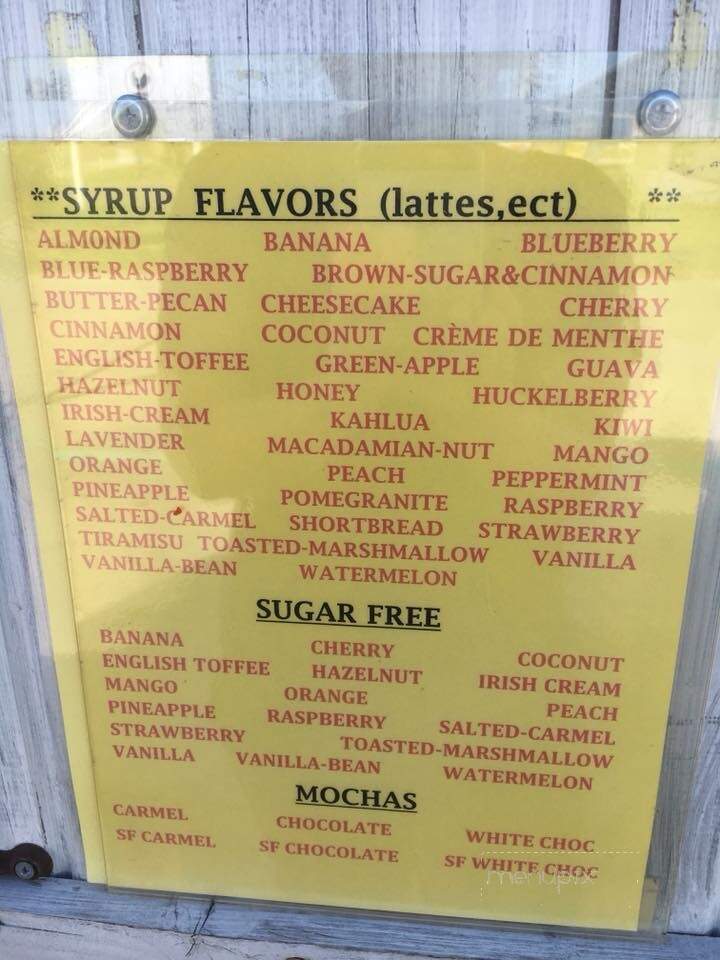 **SYRUP FLAVORS (lattes,ect) **
ALMOND BANANA BLUEBERRY
BLUE-RASPBERRY BROWN-SUGAR&CINNAMON
BUTTER-PECAN CHEESECAKE CHERRY
CINNAMON COCONUT CRÈME DE MENTHE
ENGLISH-TOFFEE GREEN-APPLE GUAVA
HAZELNUT HONEY HUCKELBERRY
IRISH-CREAM KAHLUA KIWI
LAVENDER MACADAMIAN-NUT MANGO
ORANGE PEACH PEPPERMINT
PINEAPPLE POMEGRANITE RASPBERRY
SALTED-CARMEL SHORTBREAD STRAWBERRY
TIRAMISU TOASTED-MARSHMALLOW VANILLA
VANILLA-BEAN WATERMELON
SUGAR FREE
BANANA CHERRY COCONUT
ENGLISH TOFFEE HAZELNUT IRISH CREAM
MANGO ORANGE PEACH
PINEAPPLE RASPBERRY SALTED-CARMEL
STRAWBERRY TOASTED-MARSHMALLOW
VANILLA VANILLA-BEAN WATERMELON
MOCHAS
CARMEL CHOCOLATE WHITE CHOC
SF CARMEL SF CHOCOLATE SF WHITE CHOC
menupix